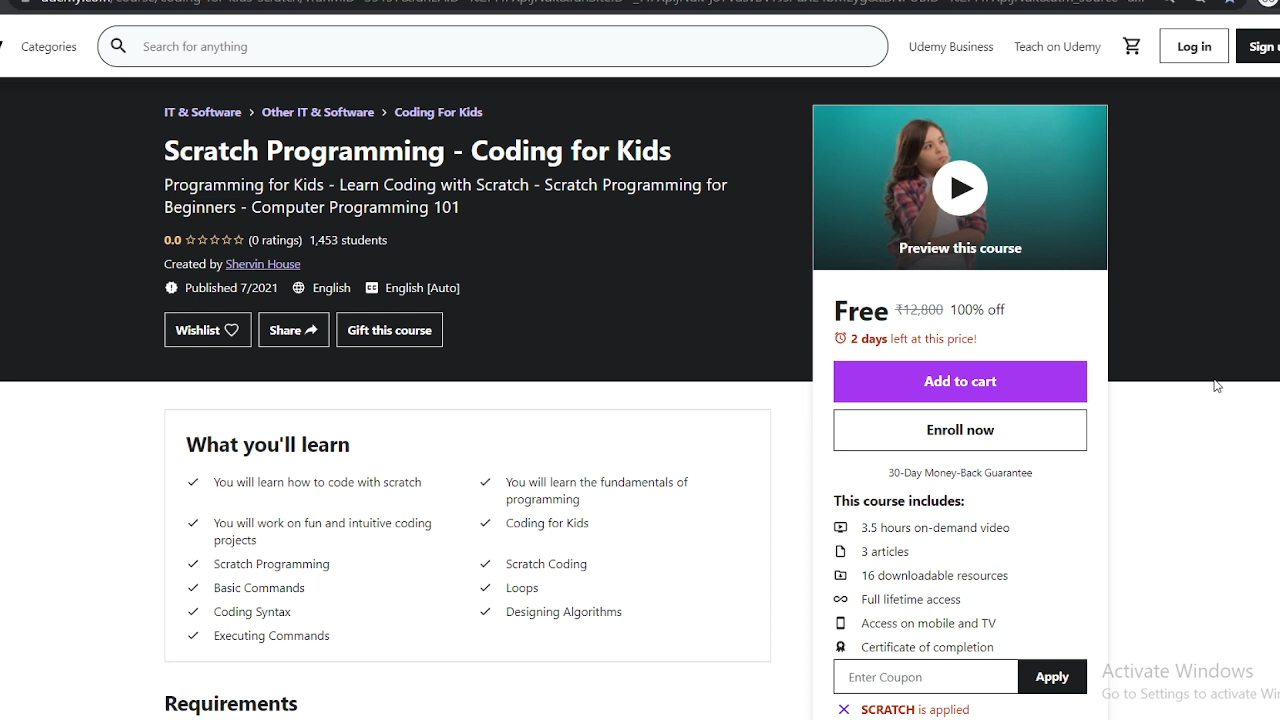 Categories
Search for anything
Udemy Business
Teach on Udemy
Log in
Sign
IT & Software > Other IT & Software > Coding For Kids
Scratch Programming - Coding for Kids
Programming for Kids - Learn Coding with Scratch - Scratch Programming for
Beginners - Computer Programming 101
0.0 (0 ratings) 1,453 students
Created by Shervin House
Published 7/2021 English English [Auto]
Wishlist
Share
Gift this course
Preview this course
Free ₹12,800 100% off
2 days left at this price!
Add to cart
Enroll now
30-Day Money-Back Guarantee
This course includes:
3.5 hours on-demand video
3 articles
16 downloadable resources
Full lifetime access
Access on mobile and TV
Certificate of completion
Enter Coupon
Apply
SCRATCH is applied
What you'll learn
You will learn how to code with scratch
You will learn the fundamentals of
programming
You will work on fun and intuitive coding
projects
Coding for Kids
Scratch Programming
Scratch Coding
Basic Commands
Loops
Coding Syntax
Designing Algorithms
Executing Commands
Requirements
Activate Windows
Go to Settings to activate